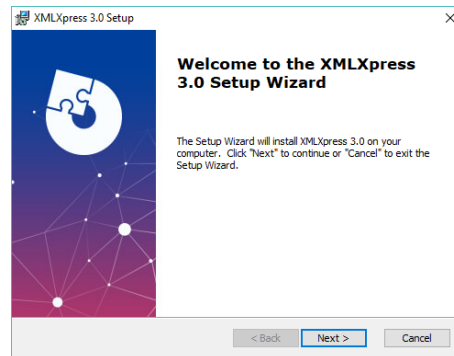 XMLXpress 3.0 Setup
Welcome to the XMLXpress
3.0 Setup Wizard
The Setup Wizard will install XMLXpress 3.0 on your
computer. Click "Next" to continue or "Cancel" to exit the
Setup Wizard.
< Back Next > Cancel